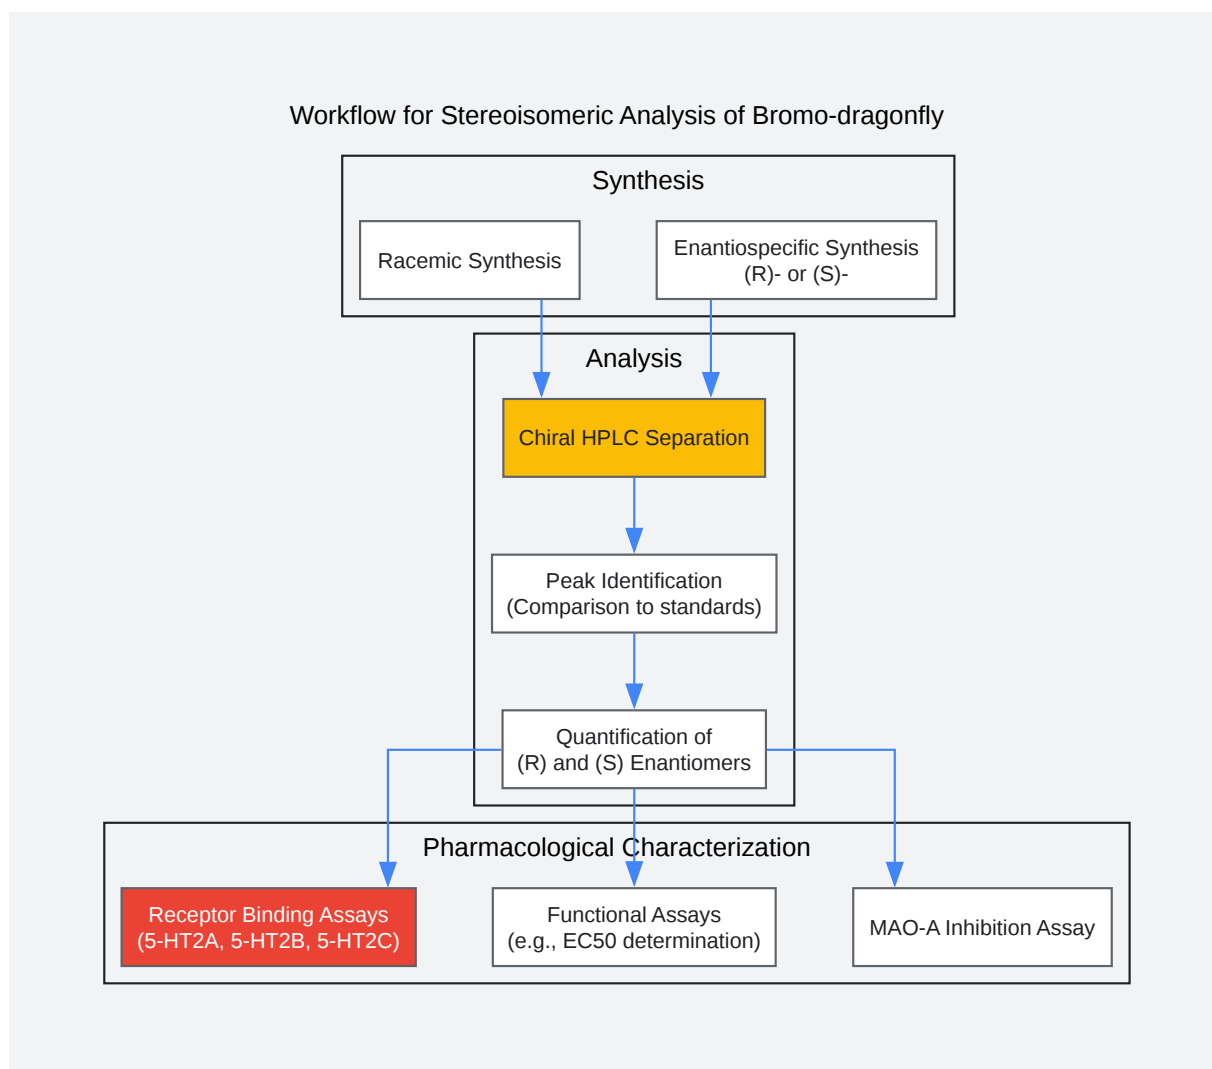 Workflow for Stereoisomeric Analysis of Bromo-dragonfly
Synthesis
Racemic Synthesis
Enantiospecific Synthesis
(R)- or (S)-
Analysis
Chiral HPLC Separation
Peak Identification
(Comparison to standards)
Quantification of
(R) and (S) Enantiomers
Pharmacological Characterization
Receptor Binding Assays
(5-HT2A, 5-HT2B, 5-HT2C)
Functional Assays
(e.g., EC50 determination)
MAO-A Inhibition Assay